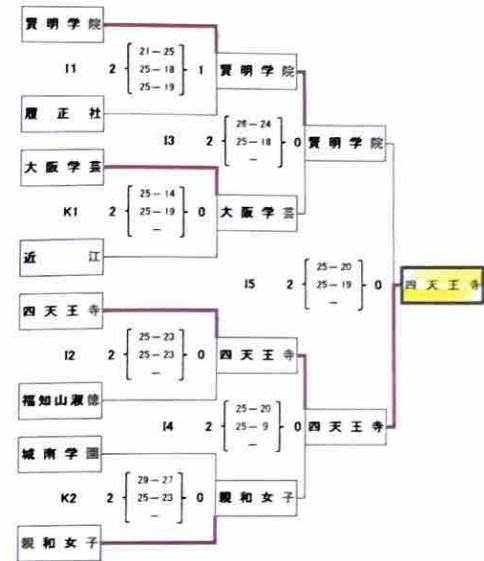 賢明学院
21－25
I1 2 25－18 1 賢明学院
25－19
履正社
26－24
I3 2 25－18 0 賢明学院
－
大阪学芸
25－14
K1 2 25－19 0 大阪学芸
－
近江
25－20
I5 2 25－19 0 四天王寺
－
四天王寺
25－23
I2 2 25－23 0 四天王寺
－
福知山淑徳
25－20
I4 2 25－9 0 四天王寺
－
城南学園
29－27
K2 2 25－23 0 親和女子
－
親和女子